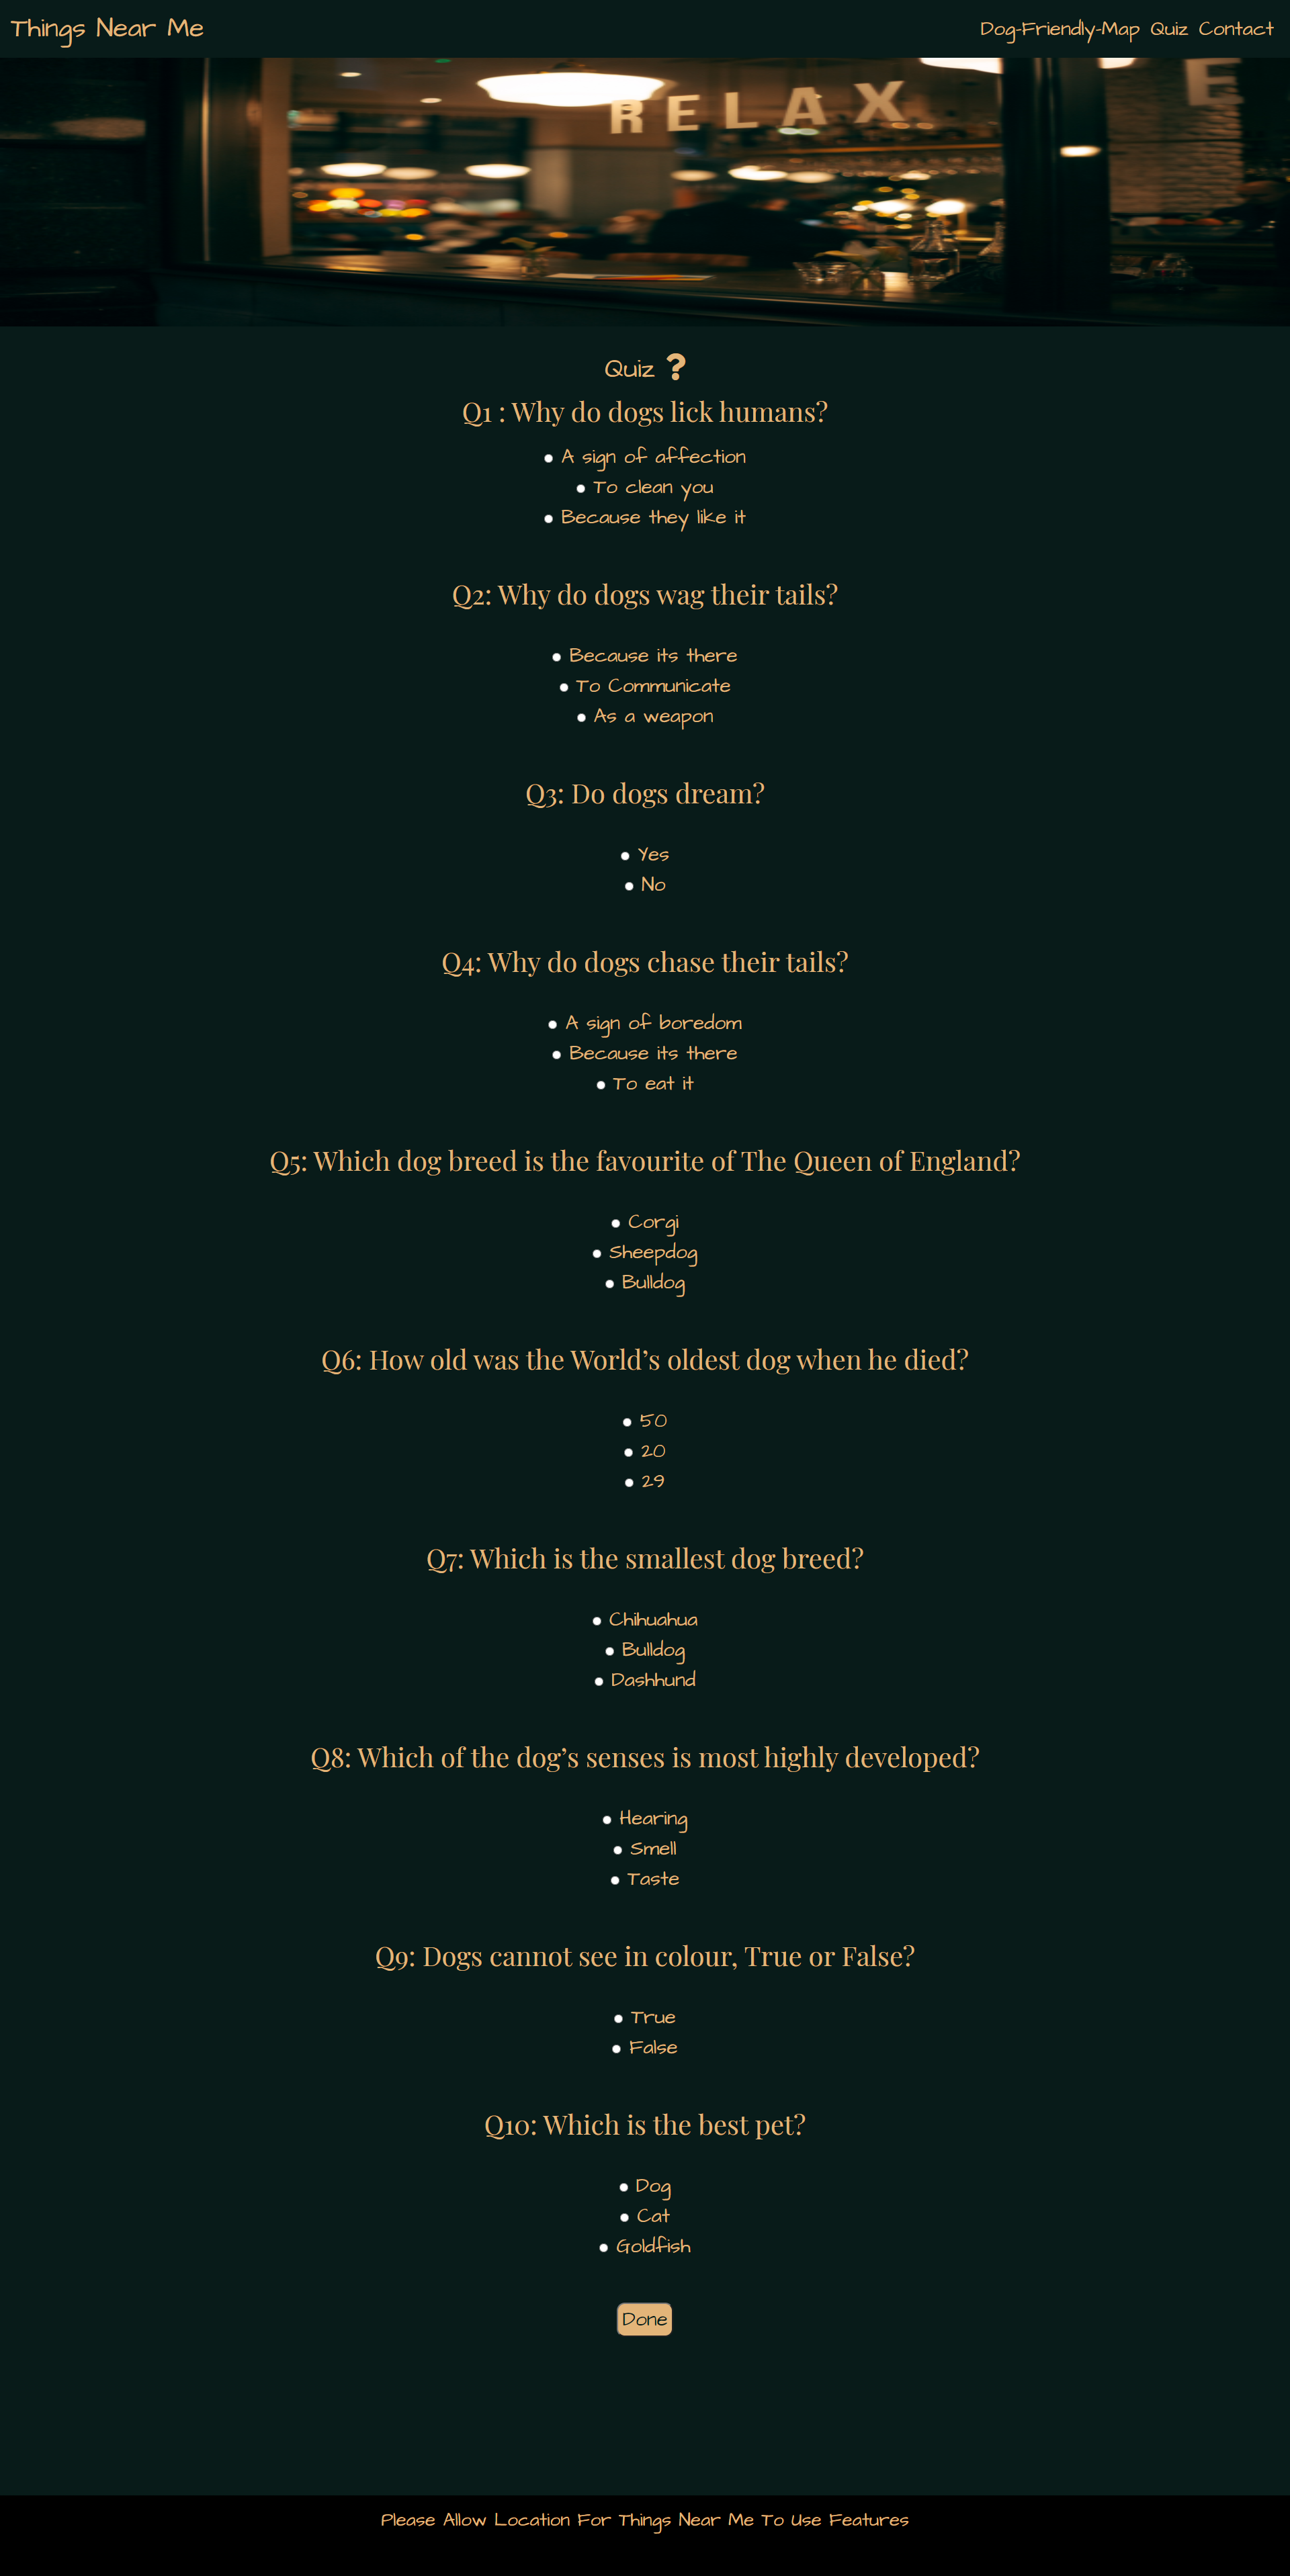 Things Near Me
Dog-Friendly-Map Quiz Contact
RELAX
E
Quiz ?
Q1 : Why do dogs lick humans?
A sign of affection
To clean you
Because they like it
Q2: Why do dogs wag their tails?
Because its there
To Communicate
As a weapon
Q3: Do dogs dream?
Yes
No
Q4: Why do dogs chase their tails?
A sign of boredom
Because its there
To eat it
Q5: Which dog breed is the favourite of The Queen of England?
Corgi
Sheepdog
Bulldog
Q6: How old was the World’s oldest dog when he died?
50
20
29
Q7: Which is the smallest dog breed?
Chihuahua
Bulldog
Dashhund
Q8: Which of the dog’s senses is most highly developed?
Hearing
Smell
Taste
Q9: Dogs cannot see in colour, True or False?
True
False
Q10: Which is the best pet?
Dog
Cat
Goldfish
Done
Please Allow Location For Things Near Me To Use Features